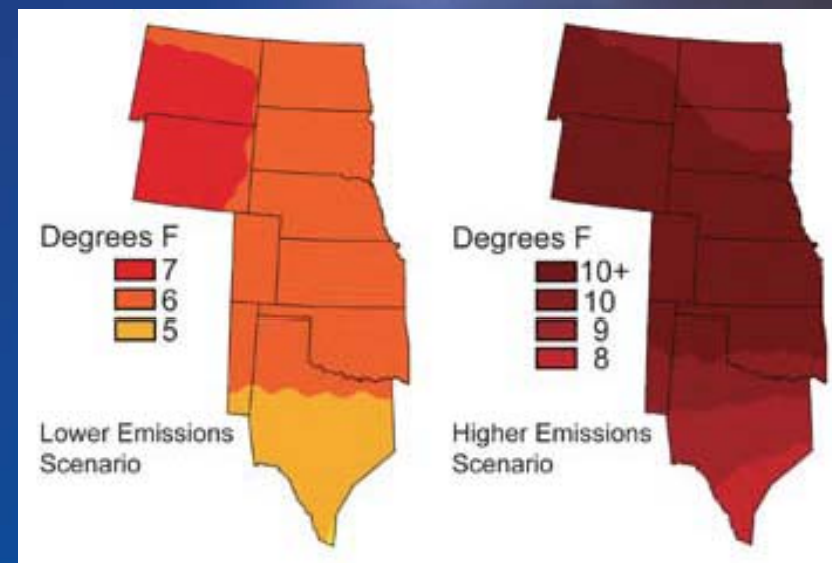 Degrees F
7
6
5
Lower Emissions
Scenario
Degrees F
10+
10
9
8
Higher Emissions
Scenario